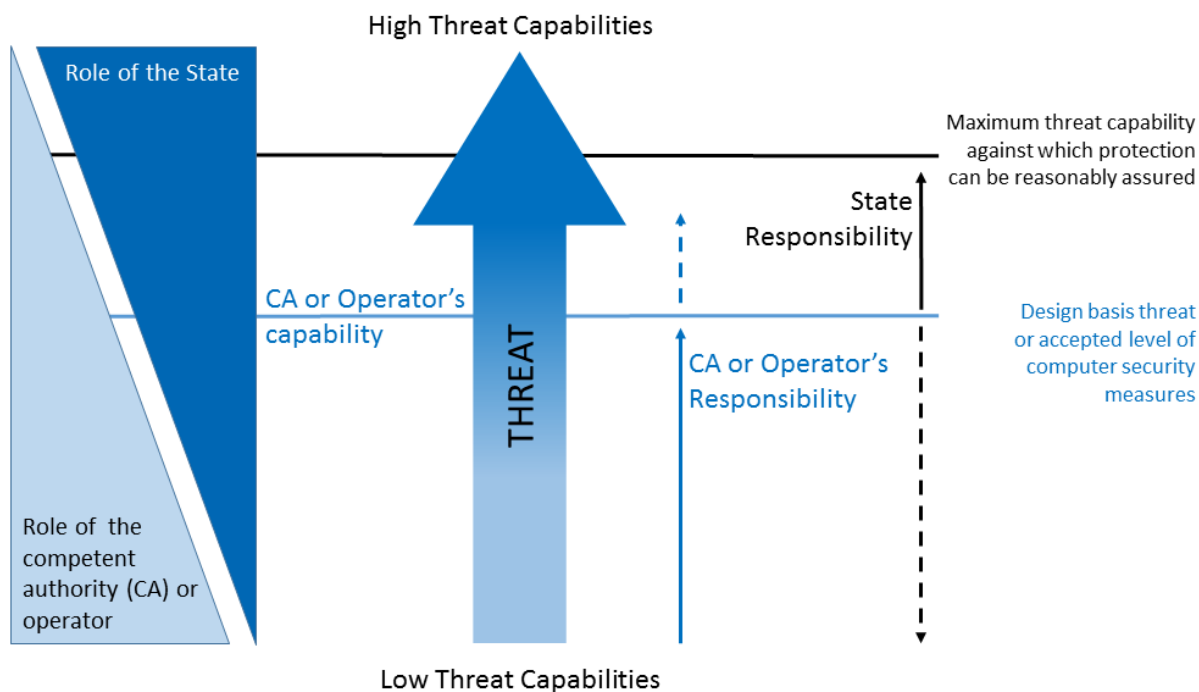 High Threat Capabilities
Role of the State
Maximum threat capability
against which protection
can be reasonably assured
State
Responsibility
CA or Operator’s
capability
THREAT
CA or Operator’s
Responsibility
Design basis threat
or accepted level of
computer security
measures
Role of the
competent
authority (CA) or
operator
Low Threat Capabilities